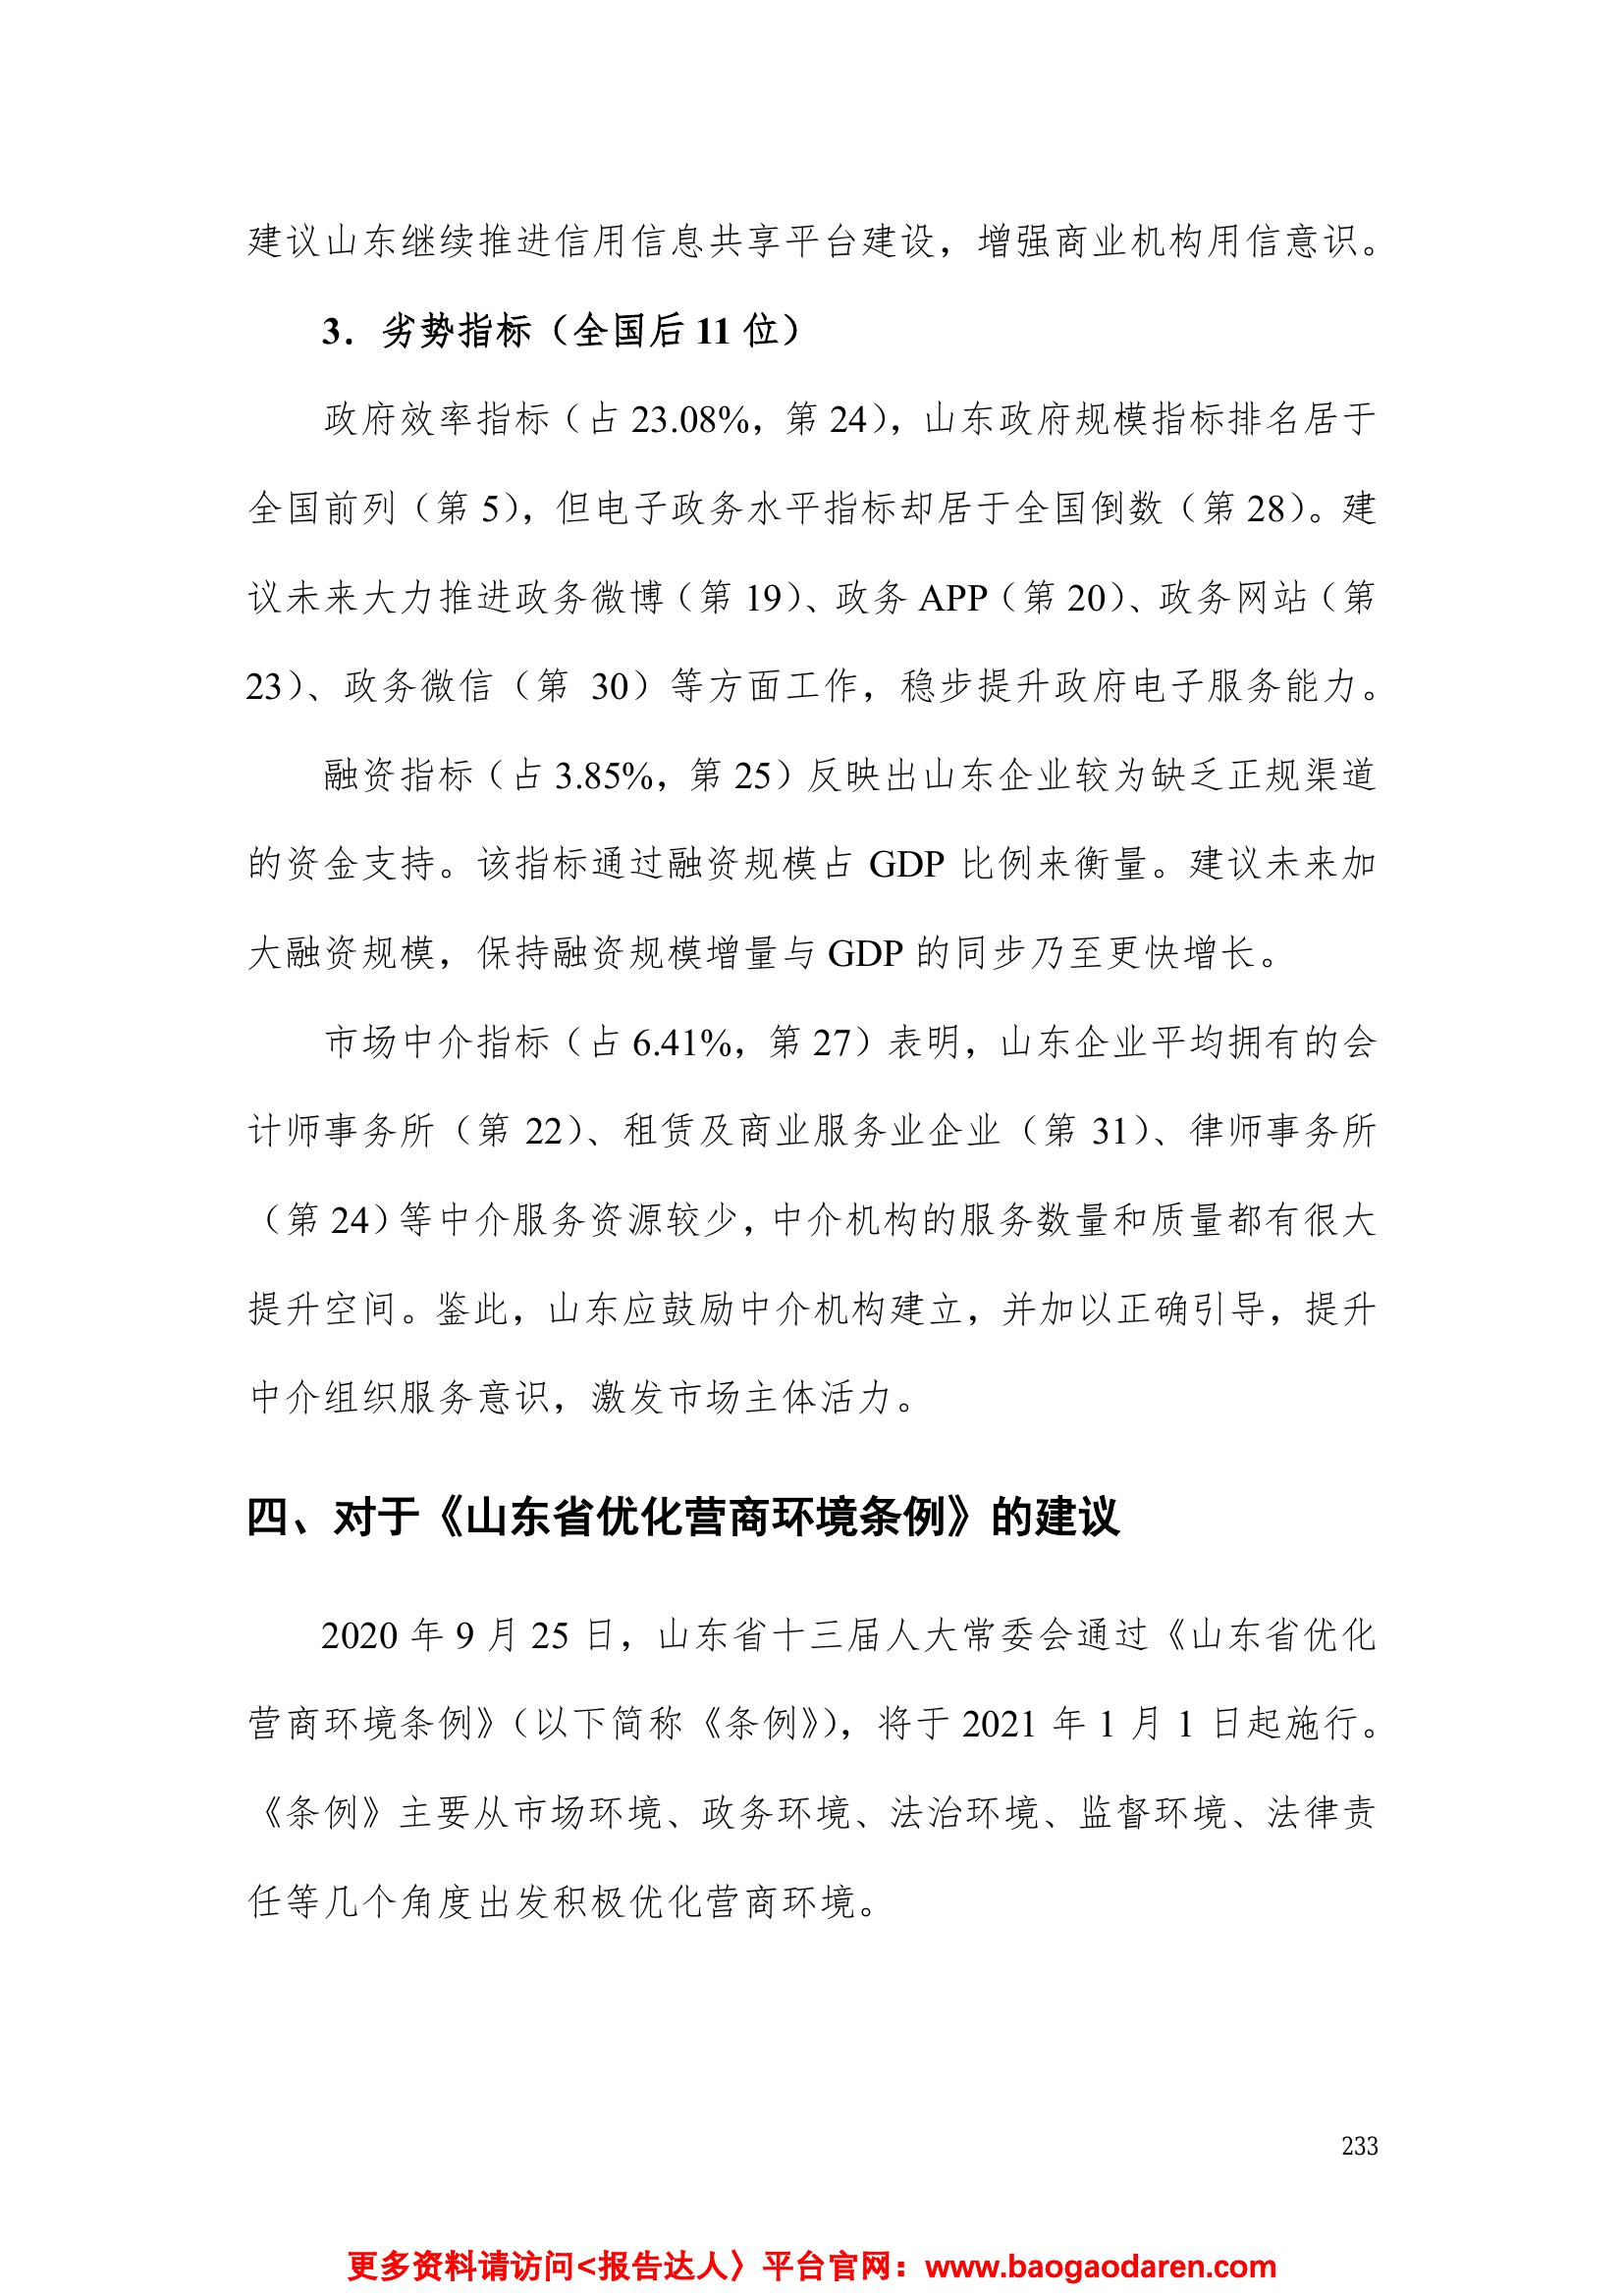 建议山东继续推进信用信息共享平台建设，增强商业机构用信意识。
3．劣势指标（全国后 11 位）
政府效率指标（占 23.08%，第 24），山东政府规模指标排名居于
全国前列（第 5），但电子政务水平指标却居于全国倒数（第 28）。建
议未来大力推进政务微博（第 19）、政务 APP（第 20）、政务网站（第
23）、政务微信（第 30）等方面工作，稳步提升政府电子服务能力。
融资指标（占 3.85%，第 25）反映出山东企业较为缺乏正规渠道
的资金支持。该指标通过融资规模占 GDP 比例来衡量。建议未来加
大融资规模，保持融资规模增量与 GDP 的同步乃至更快增长。
市场中介指标（占 6.41%，第 27）表明，山东企业平均拥有的会
计师事务所（第 22）、租赁及商业服务业企业（第 31）、律师事务所
（第 24）等中介服务资源较少，中介机构的服务数量和质量都有很大
提升空间。鉴此，山东应鼓励中介机构建立，并加以正确引导，提升
中介组织服务意识，激发市场主体活力。
四、对于《山东省优化营商环境条例》的建议
2020 年 9 月 25 日，山东省十三届人大常委会通过《山东省优化
营商环境条例》（以下简称《条例》），将于 2021 年 1 月 1 日起施行。
《条例》主要从市场环境、政务环境、法治环境、监督环境、法律责
任等几个角度出发积极优化营商环境。
233
更多资料请访问<报告达人〉平台官网：www.baogaodaren.com